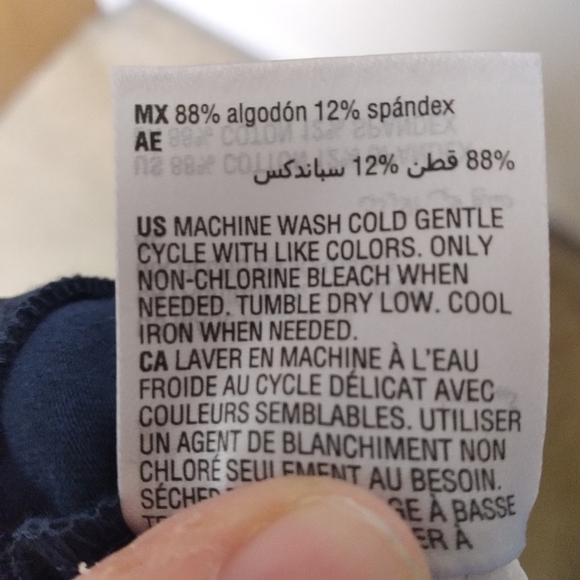 MX 88% algodón 12% spándex
AE
88% قطن 12% سباندكس
US MACHINE WASH COLD GENTLE
CYCLE WITH LIKE COLORS. ONLY
NON-CHLORINE BLEACH WHEN
NEEDED. TUMBLE DRY LOW. COOL
IRON WHEN NEEDED.
CA LAVER EN MACHINE À L'EAU
FROIDE AU CYCLE DÉLICAT AVEC
COULEURS SEMBLABLES. UTILISER
UN AGENT DE BLANCHIMENT NON
CHLORÉ SEULEMENT AU BESOIN.
À BASSE
À